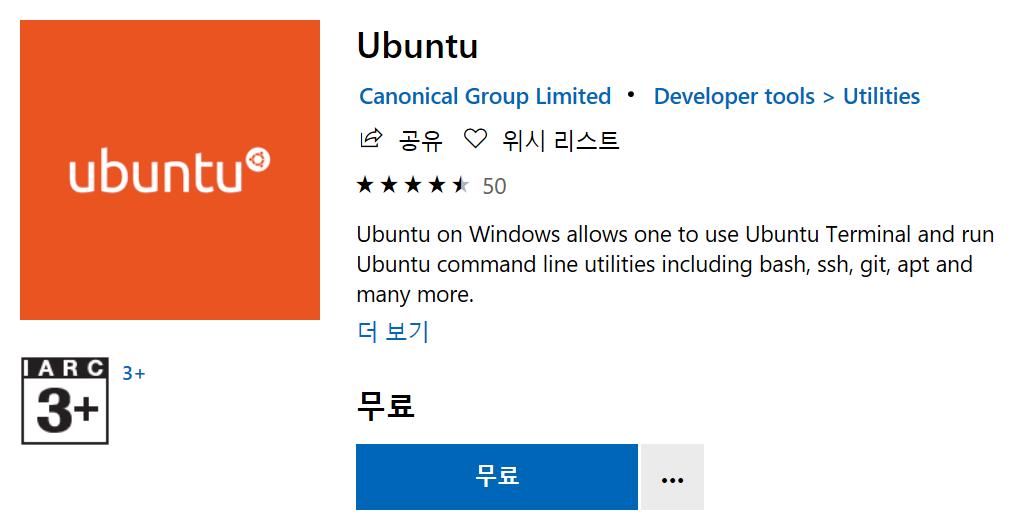 ubuntu
Ubuntu
Canonical Group Limited • Developer tools > Utilities
공유 위시 리스트
50
Ubuntu on Windows allows one to use Ubuntu Terminal and run
Ubuntu command line utilities including bash, ssh, git, apt and
many more.
더 보기
IARC
3+
3+
무료
무료
...